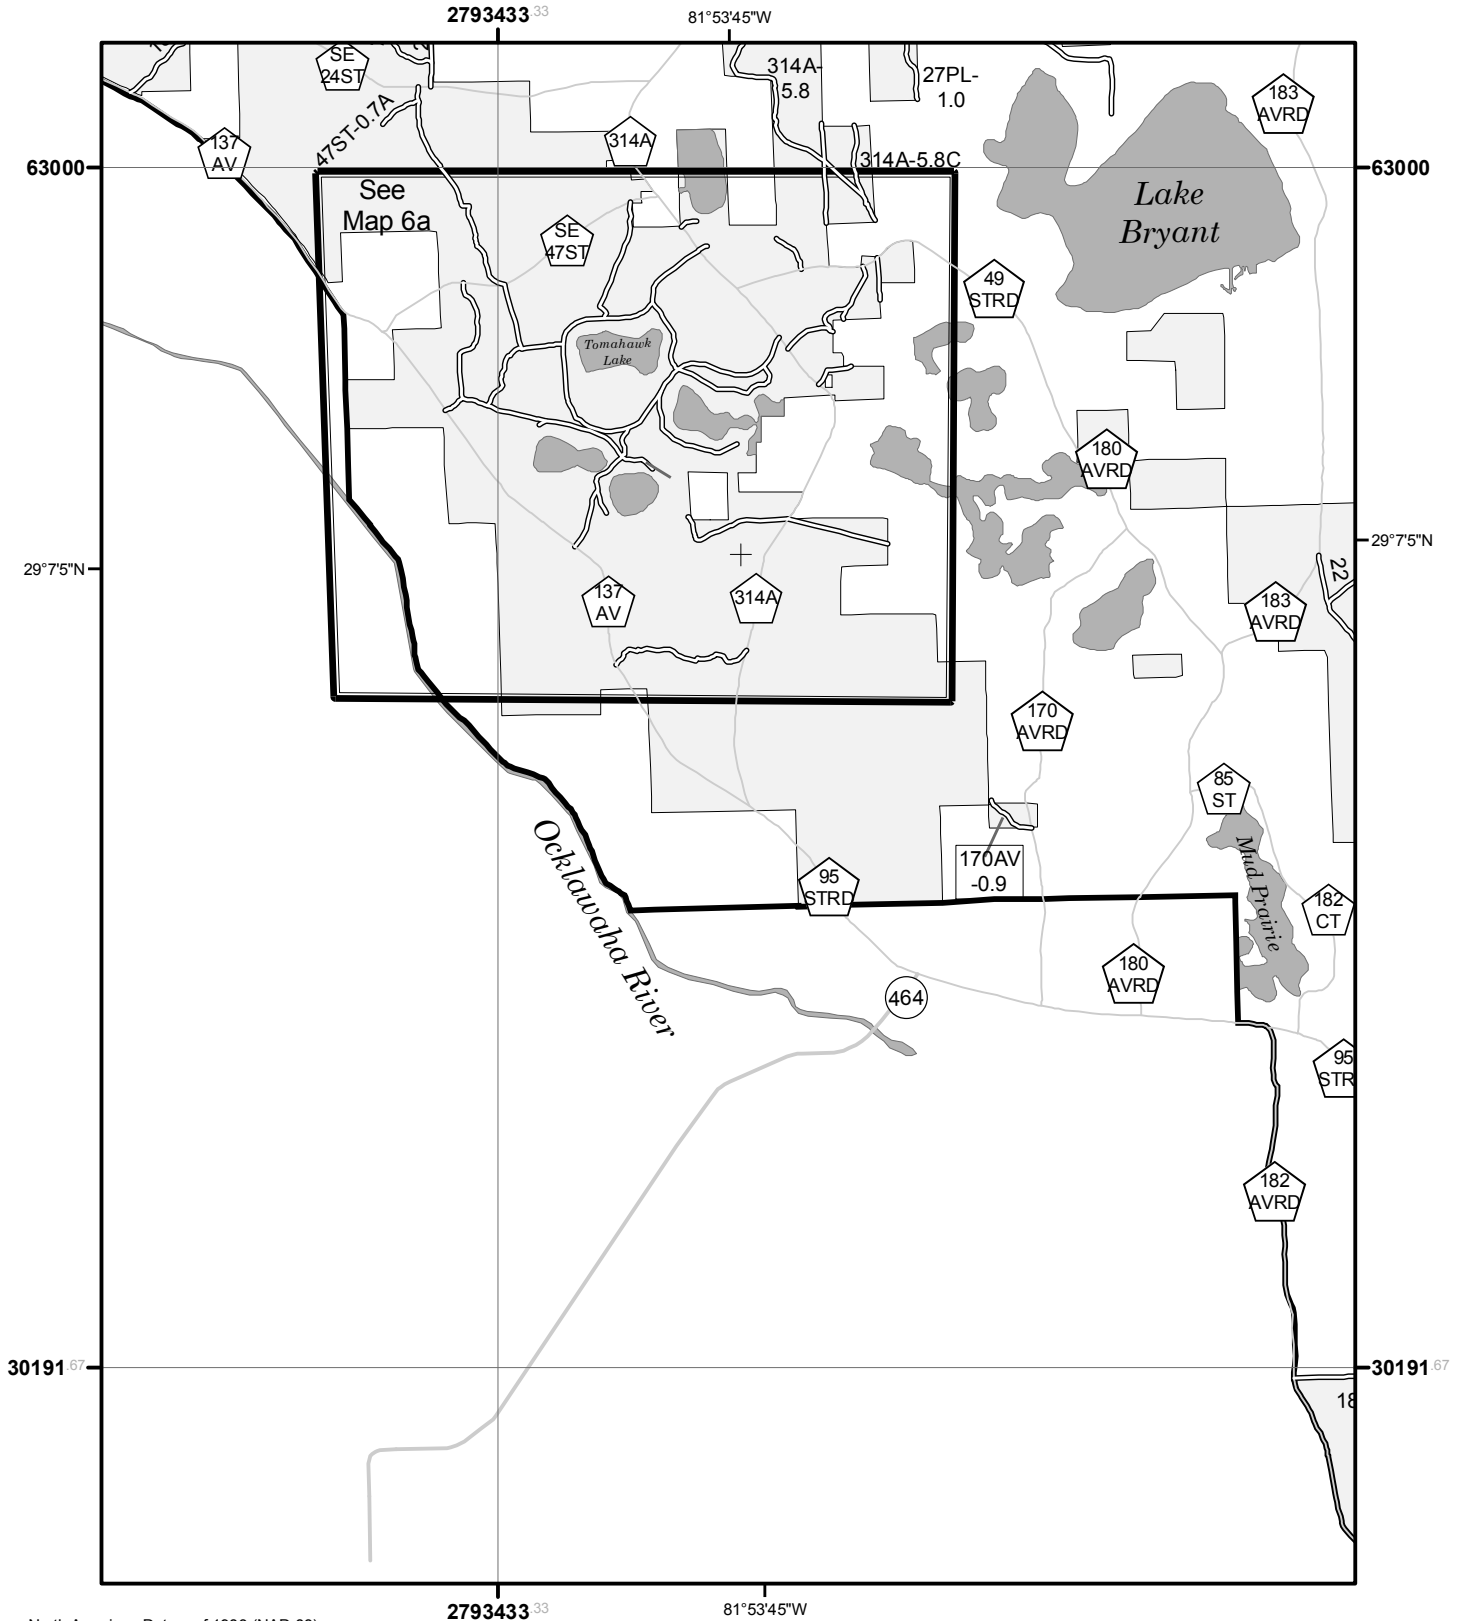 2793433.33
81°53'45"W
SE
24ST
314A-
5.8
27PL-
1.0
183
AVRD
47ST-0.7A
137
AV
314A
314A-5.8C
63000
63000
See
Map 6a
Lake
Bryant
SE
47ST
49
STRD
Tomahawk
Lake
180
AVRD
29°7'5"N
29°7'5"N
22
137
AV
314A
183
AVRD
170
AVRD
85
ST
Ocklawaha River
Mud Prairie
170AV
-0.9
95
STRD
182
CT
180
AVRD
464
95
STR
182
AVRD
30191.67
30191.67
18
2793433.33
81°53'45"W